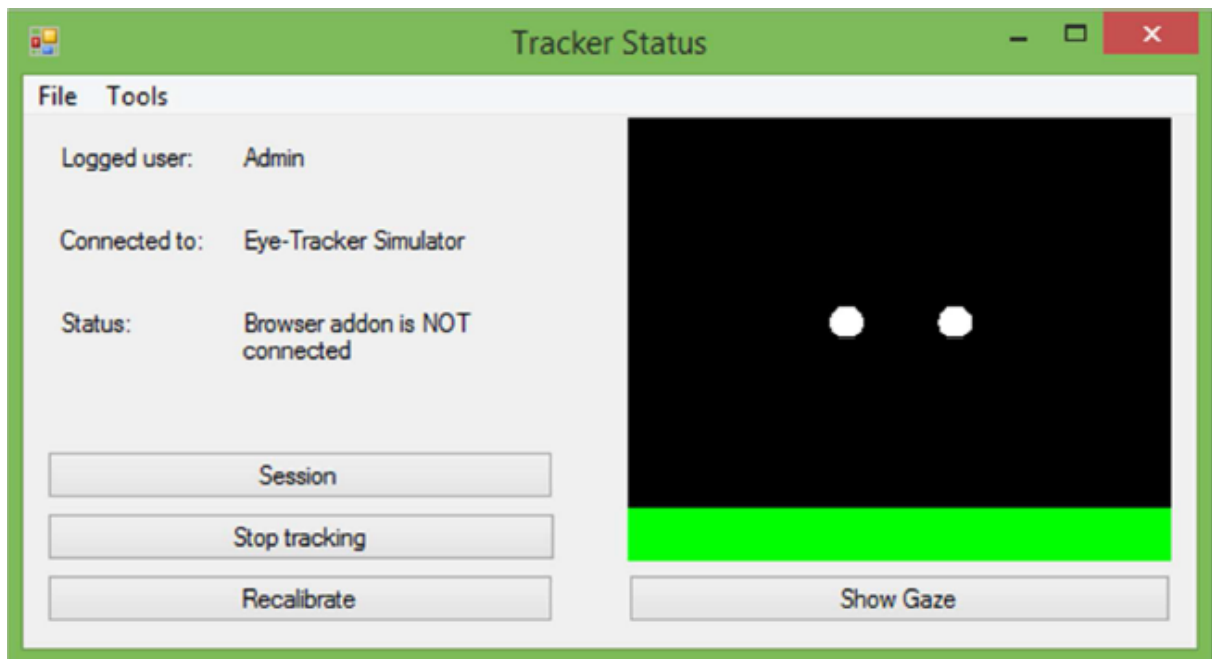 Tracker Status
File Tools
Logged user: Admin
Connected to: Eye-Tracker Simulator
Status: Browser addon is NOT
connected
Session
Stop tracking
Recalibrate
Show Gaze